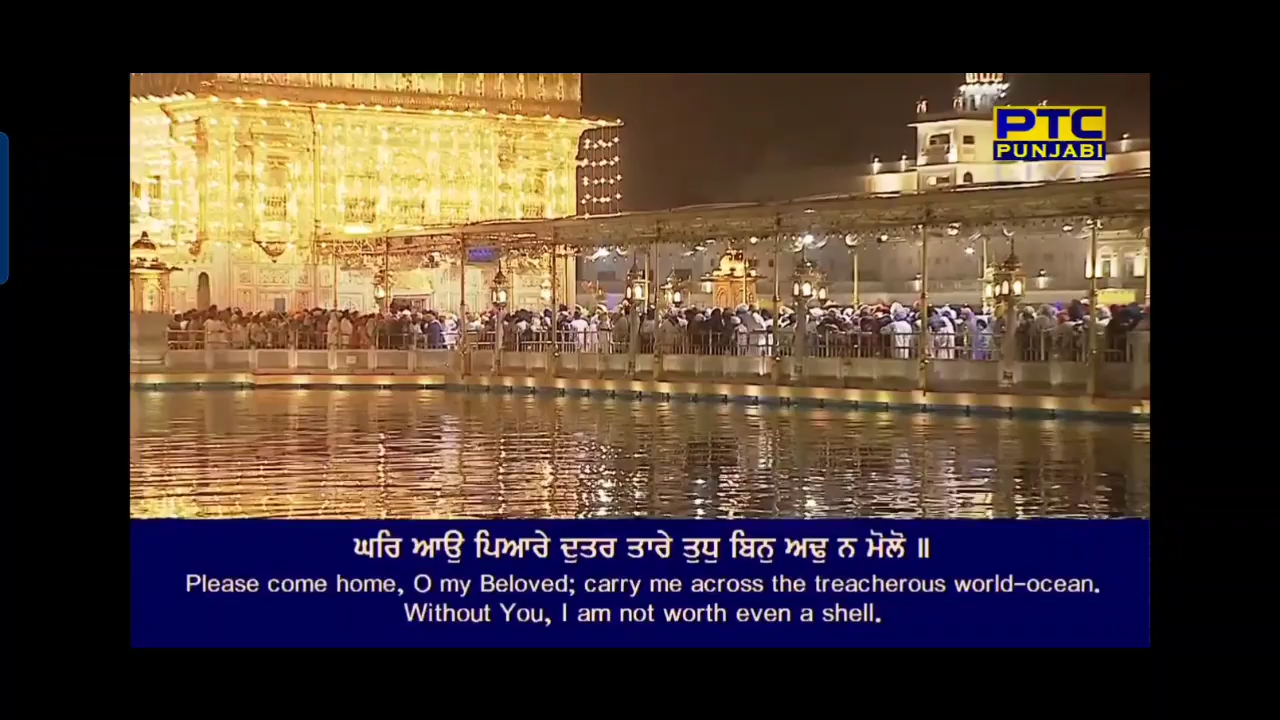 PTC
PUNJABI
LIVE
ਘਰਿ ਆਉ ਪਿਆਰੇ ਦੁਤਰ ਤਾਰੇ ਤੁਧੁ ਬਿਨੁ ਅਢੁ ਨ ਮੋਲੋ ॥
Please come home, O my Beloved; carry me across the treacherous world-ocean.
Without You, I am not worth even a shell.